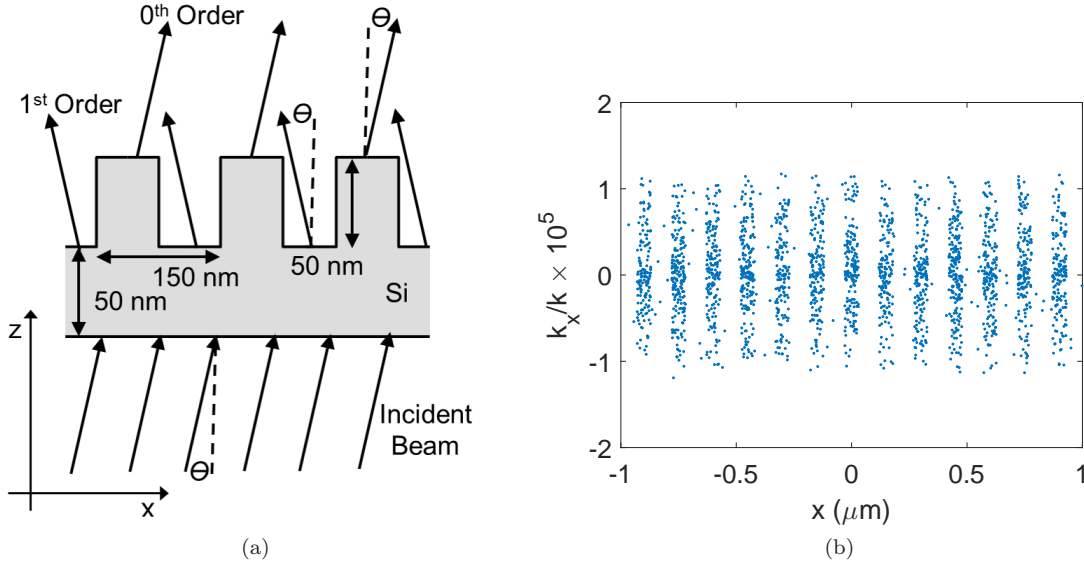 0th Order
ϴ
1st Order
ϴ
150 nm
50 nm
50 nm
Si
z
Incident
Beam
ϴ
x
(a)
2
1
0
-1
-2
kx/k × 10^5
-1
-0.5
0
0.5
1
x (μm)
(b)